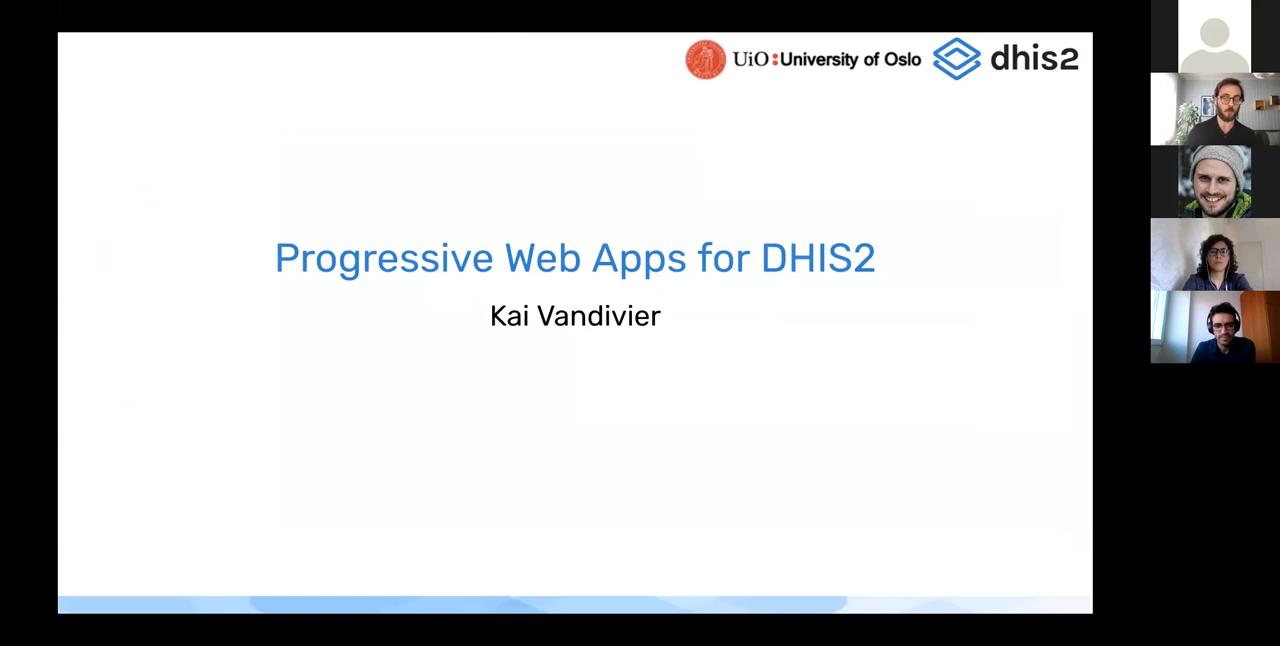 UiO : University of Oslo
dhis2
Progressive Web Apps for DHIS2
Kai Vandivier